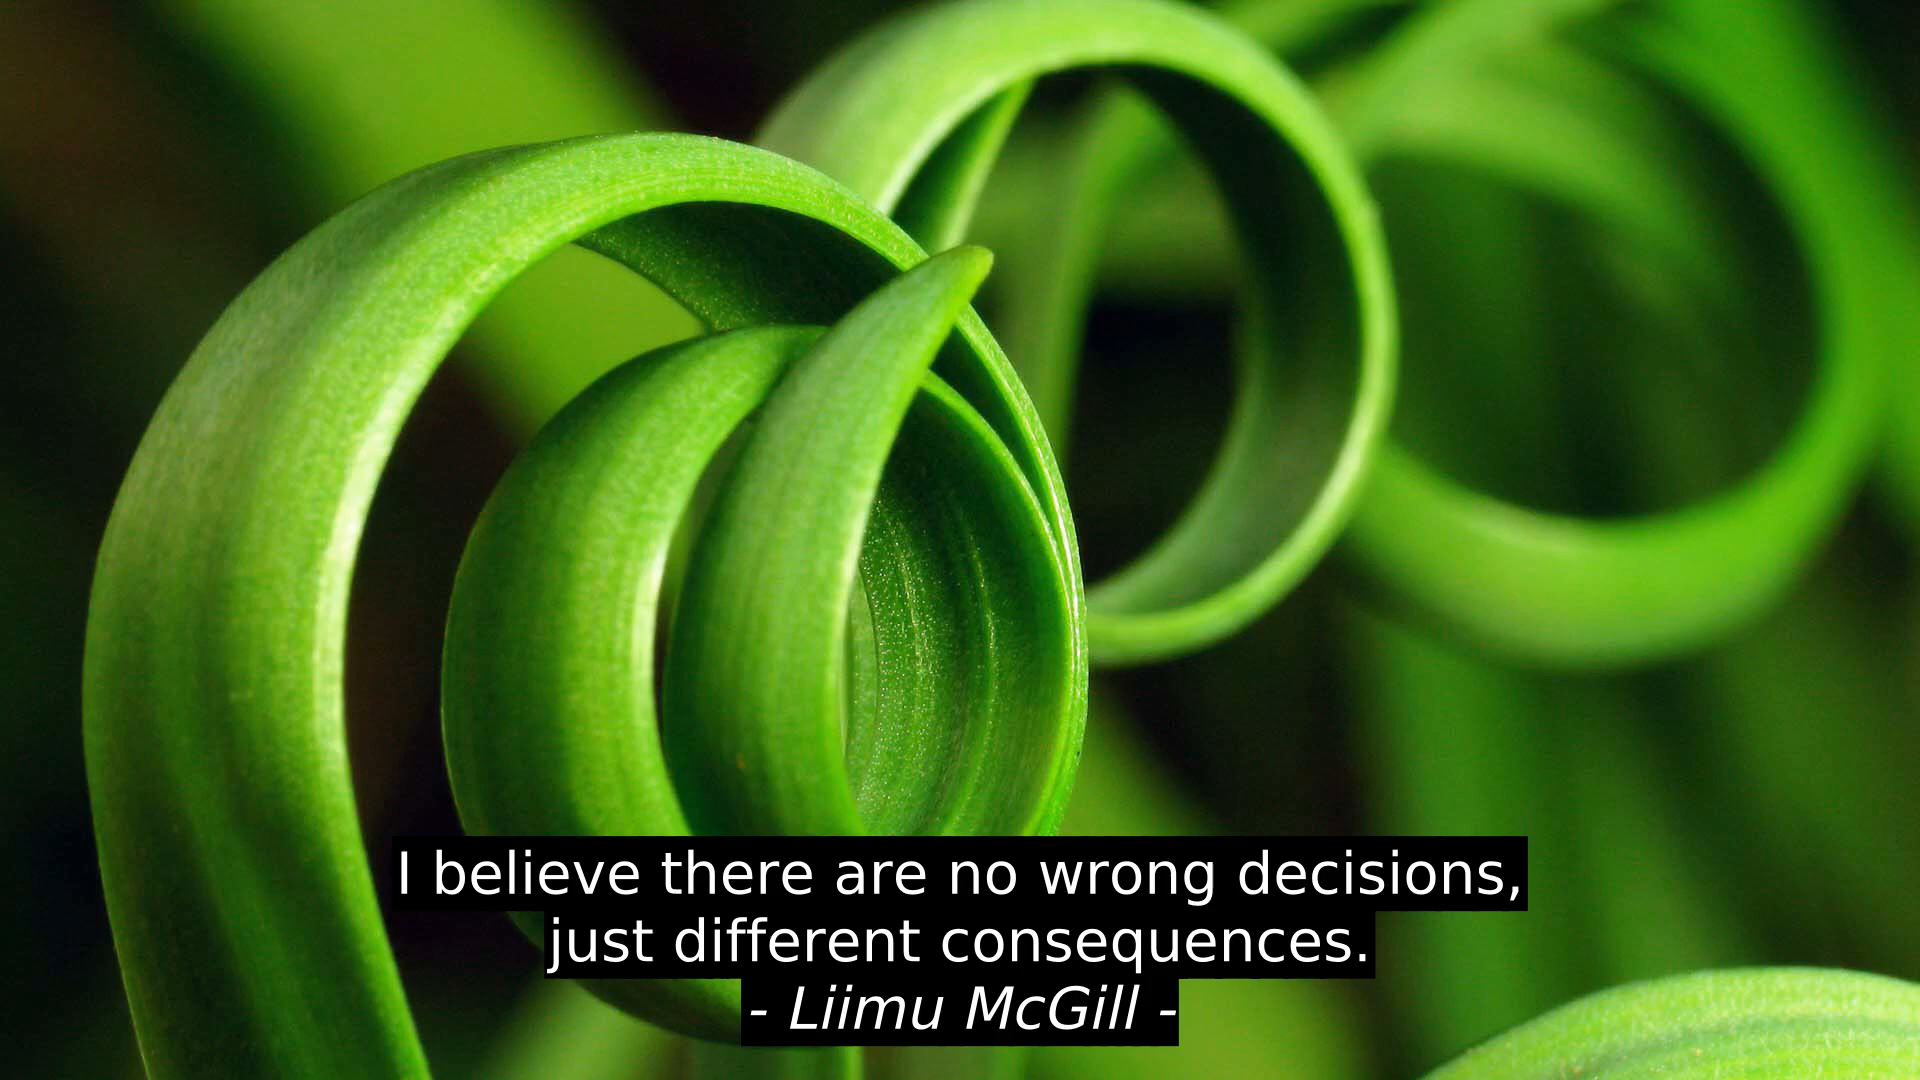 I believe there are no wrong decisions,
just different consequences.
- Liimu McGill -